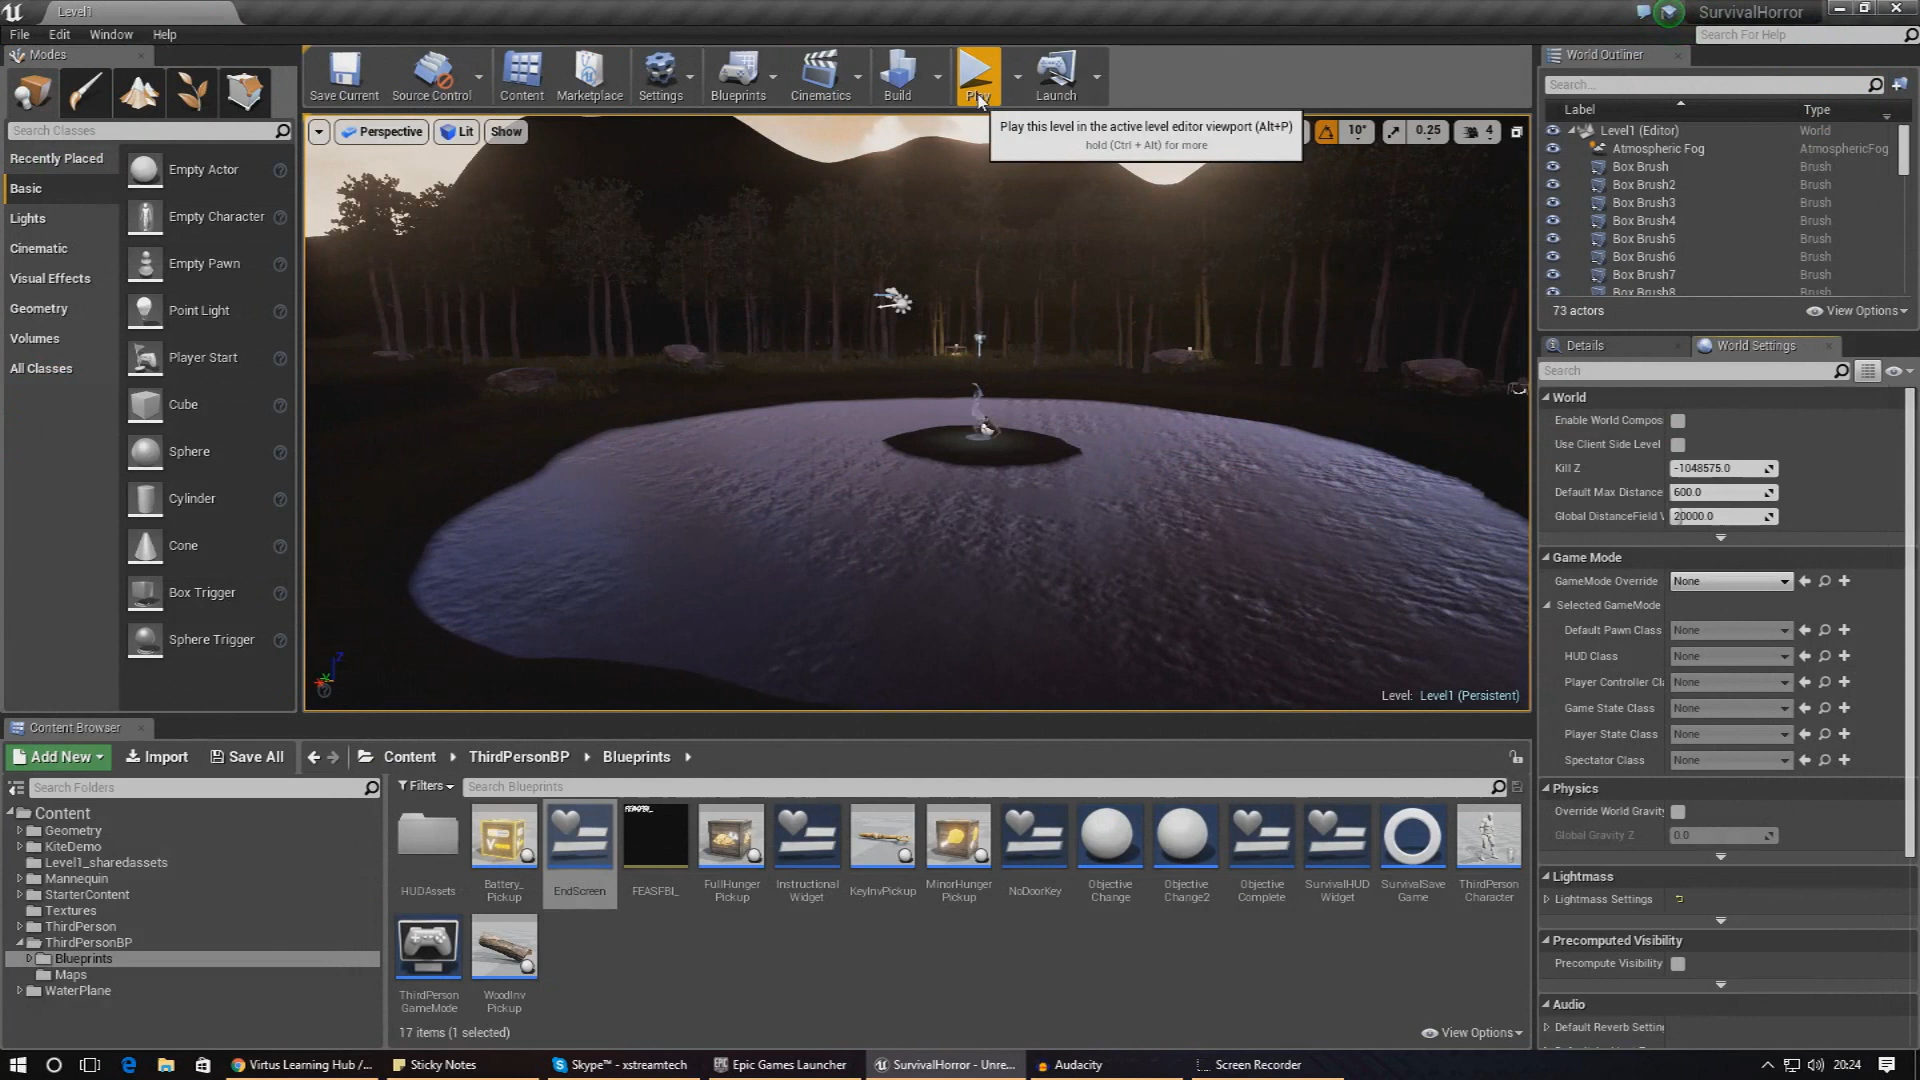 Level1
SurvivalHorror
File Edit Window Help
Search For Help
Modes
Save Current
Source Control
Content
Marketplace
Settings
Blueprints
Cinematics
Build
Play
Launch
Play this level in the active level editor viewport (Alt+P)
hold (Ctrl + Alt) for more
Search Classes
Recently Placed
Basic
Lights
Cinematic
Visual Effects
Geometry
Volumes
All Classes
Empty Actor
Empty Character
Empty Pawn
Point Light
Player Start
Cube
Sphere
Cylinder
Cone
Box Trigger
Sphere Trigger
Perspective
Lit
Show
10°
0.25
4
Level: Level1 (Persistent)
World Outliner
Search...
Label Type
Level1 (Editor) World
Atmospheric Fog AtmosphericFog
Box Brush Brush
Box Brush2 Brush
Box Brush3 Brush
Box Brush4 Brush
Box Brush5 Brush
Box Brush6 Brush
Box Brush7 Brush
Box Brush8 Brush
73 actors
View Options
Details
World Settings
Search
World
Enable World Compos
Use Client Side Level
Kill Z -1048575.0
Default Max Distance 600.0
Global DistanceField V 20000.0
Game Mode
GameMode Override None
Selected GameMode
Default Pawn Class None
HUD Class None
Player Controller Cl None
Game State Class None
Player State Class None
Spectator Class None
Physics
Override World Gravit
Global Gravity Z 0.0
Lightmass
Lightmass Settings
Precomputed Visibility
Precompute Visibility
Audio
Default Reverb Settin
Content Browser
Add New
Import
Save All
Content
ThirdPersonBP
Blueprints
Search Folders
Filters
Search Blueprints
Content
Geometry
KiteDemo
Level1_sharedassets
Mannequin
StarterContent
Textures
ThirdPerson
ThirdPersonBP
Blueprints
Maps
WaterPlane
HUDAssets
Battery_
Pickup
EndScreen
FEASFBI_
FullHunger
Pickup
Instructional
Widget
KeyInvPickup
MinorHunger
Pickup
NoDoorKey
Objective
Change
Objective
Change2
Objective
Complete
SurvivalHUD
Widget
SurvivalSave
Game
ThirdPerson
Character
ThirdPerson
GameMode
WoodInv
Pickup
17 items (1 selected)
View Options
Virtus Learning Hub /...
Sticky Notes
Skype™ - xstreamtech
Epic Games Launcher
SurvivalHorror - Unre...
Audacity
Screen Recorder
20:24